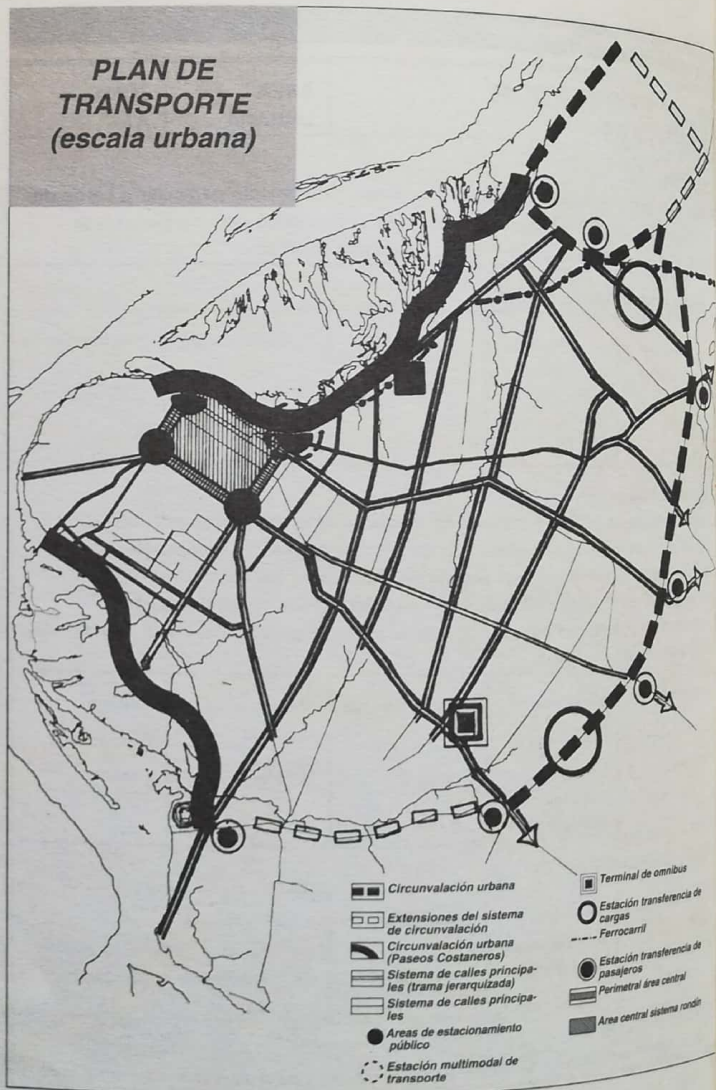 PLAN DE
TRANSPORTE
(escala urbana)
Circunvalación urbana
Extensiones del sistema
de circunvalación
Circunvalación urbana
(Paseos Costaneros)
Sistema de calles principa-
les (trama jerarquizada)
Sistema de calles principa-
les
Areas de estacionamiento
público
Estación multimodal de
transporte
Terminal de omnibus
Estación transferencia de
cargas
Ferrocarril
Estación transferencia de
pasajeros
Perimetral área central
Area central sistema rondín